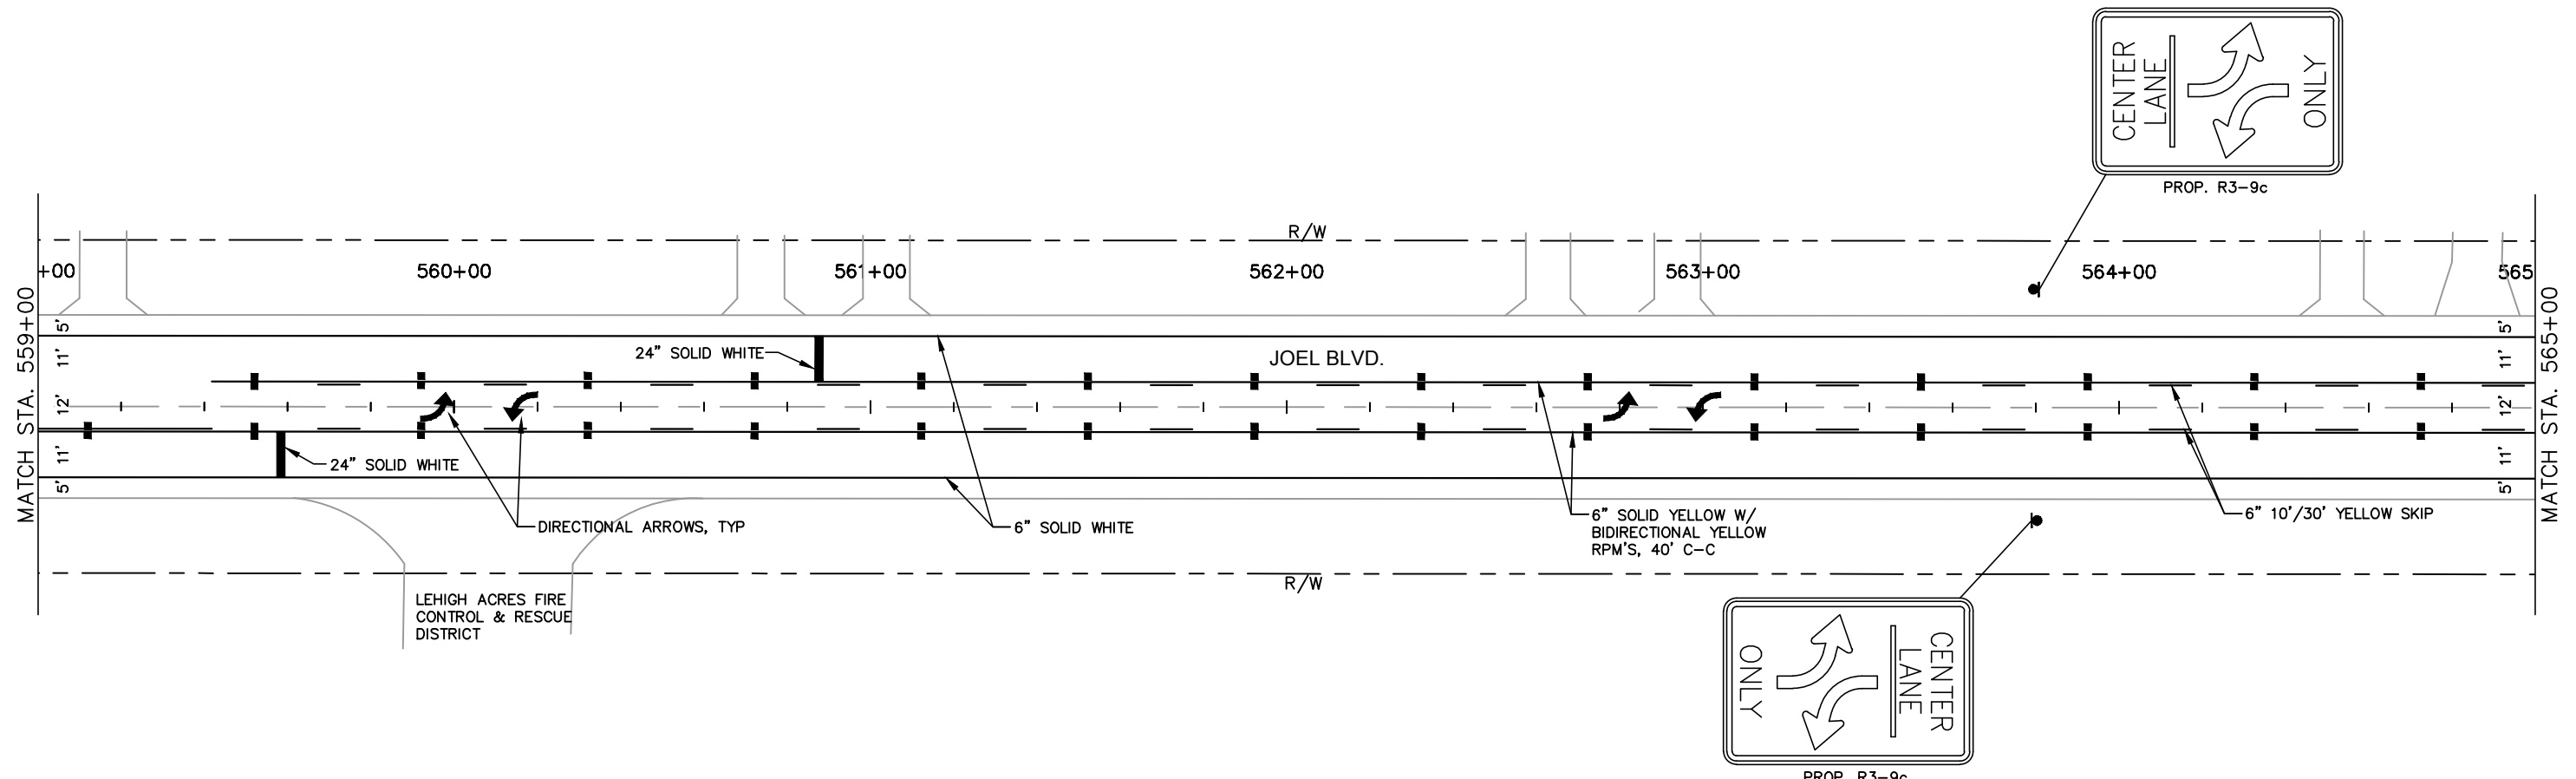 CENTER
LANE
ONLY
PROP. R3-9c
R/W
+00
560+00
561+00
562+00
563+00
564+00
565
MATCH STA. 559+00
5'
11'
12'
11'
5'
24" SOLID WHITE
JOEL BLVD.
24" SOLID WHITE
DIRECTIONAL ARROWS, TYP
6" SOLID WHITE
6" SOLID YELLOW W/
BIDIRECTIONAL YELLOW
RPM'S, 40' C-C
6" 10'/30' YELLOW SKIP
5'
11'
12'
11'
5'
MATCH STA. 565+00
R/W
LEHIGH ACRES FIRE
CONTROL & RESCUE
DISTRICT
CENTER
LANE
ONLY
PROP. R3-9c